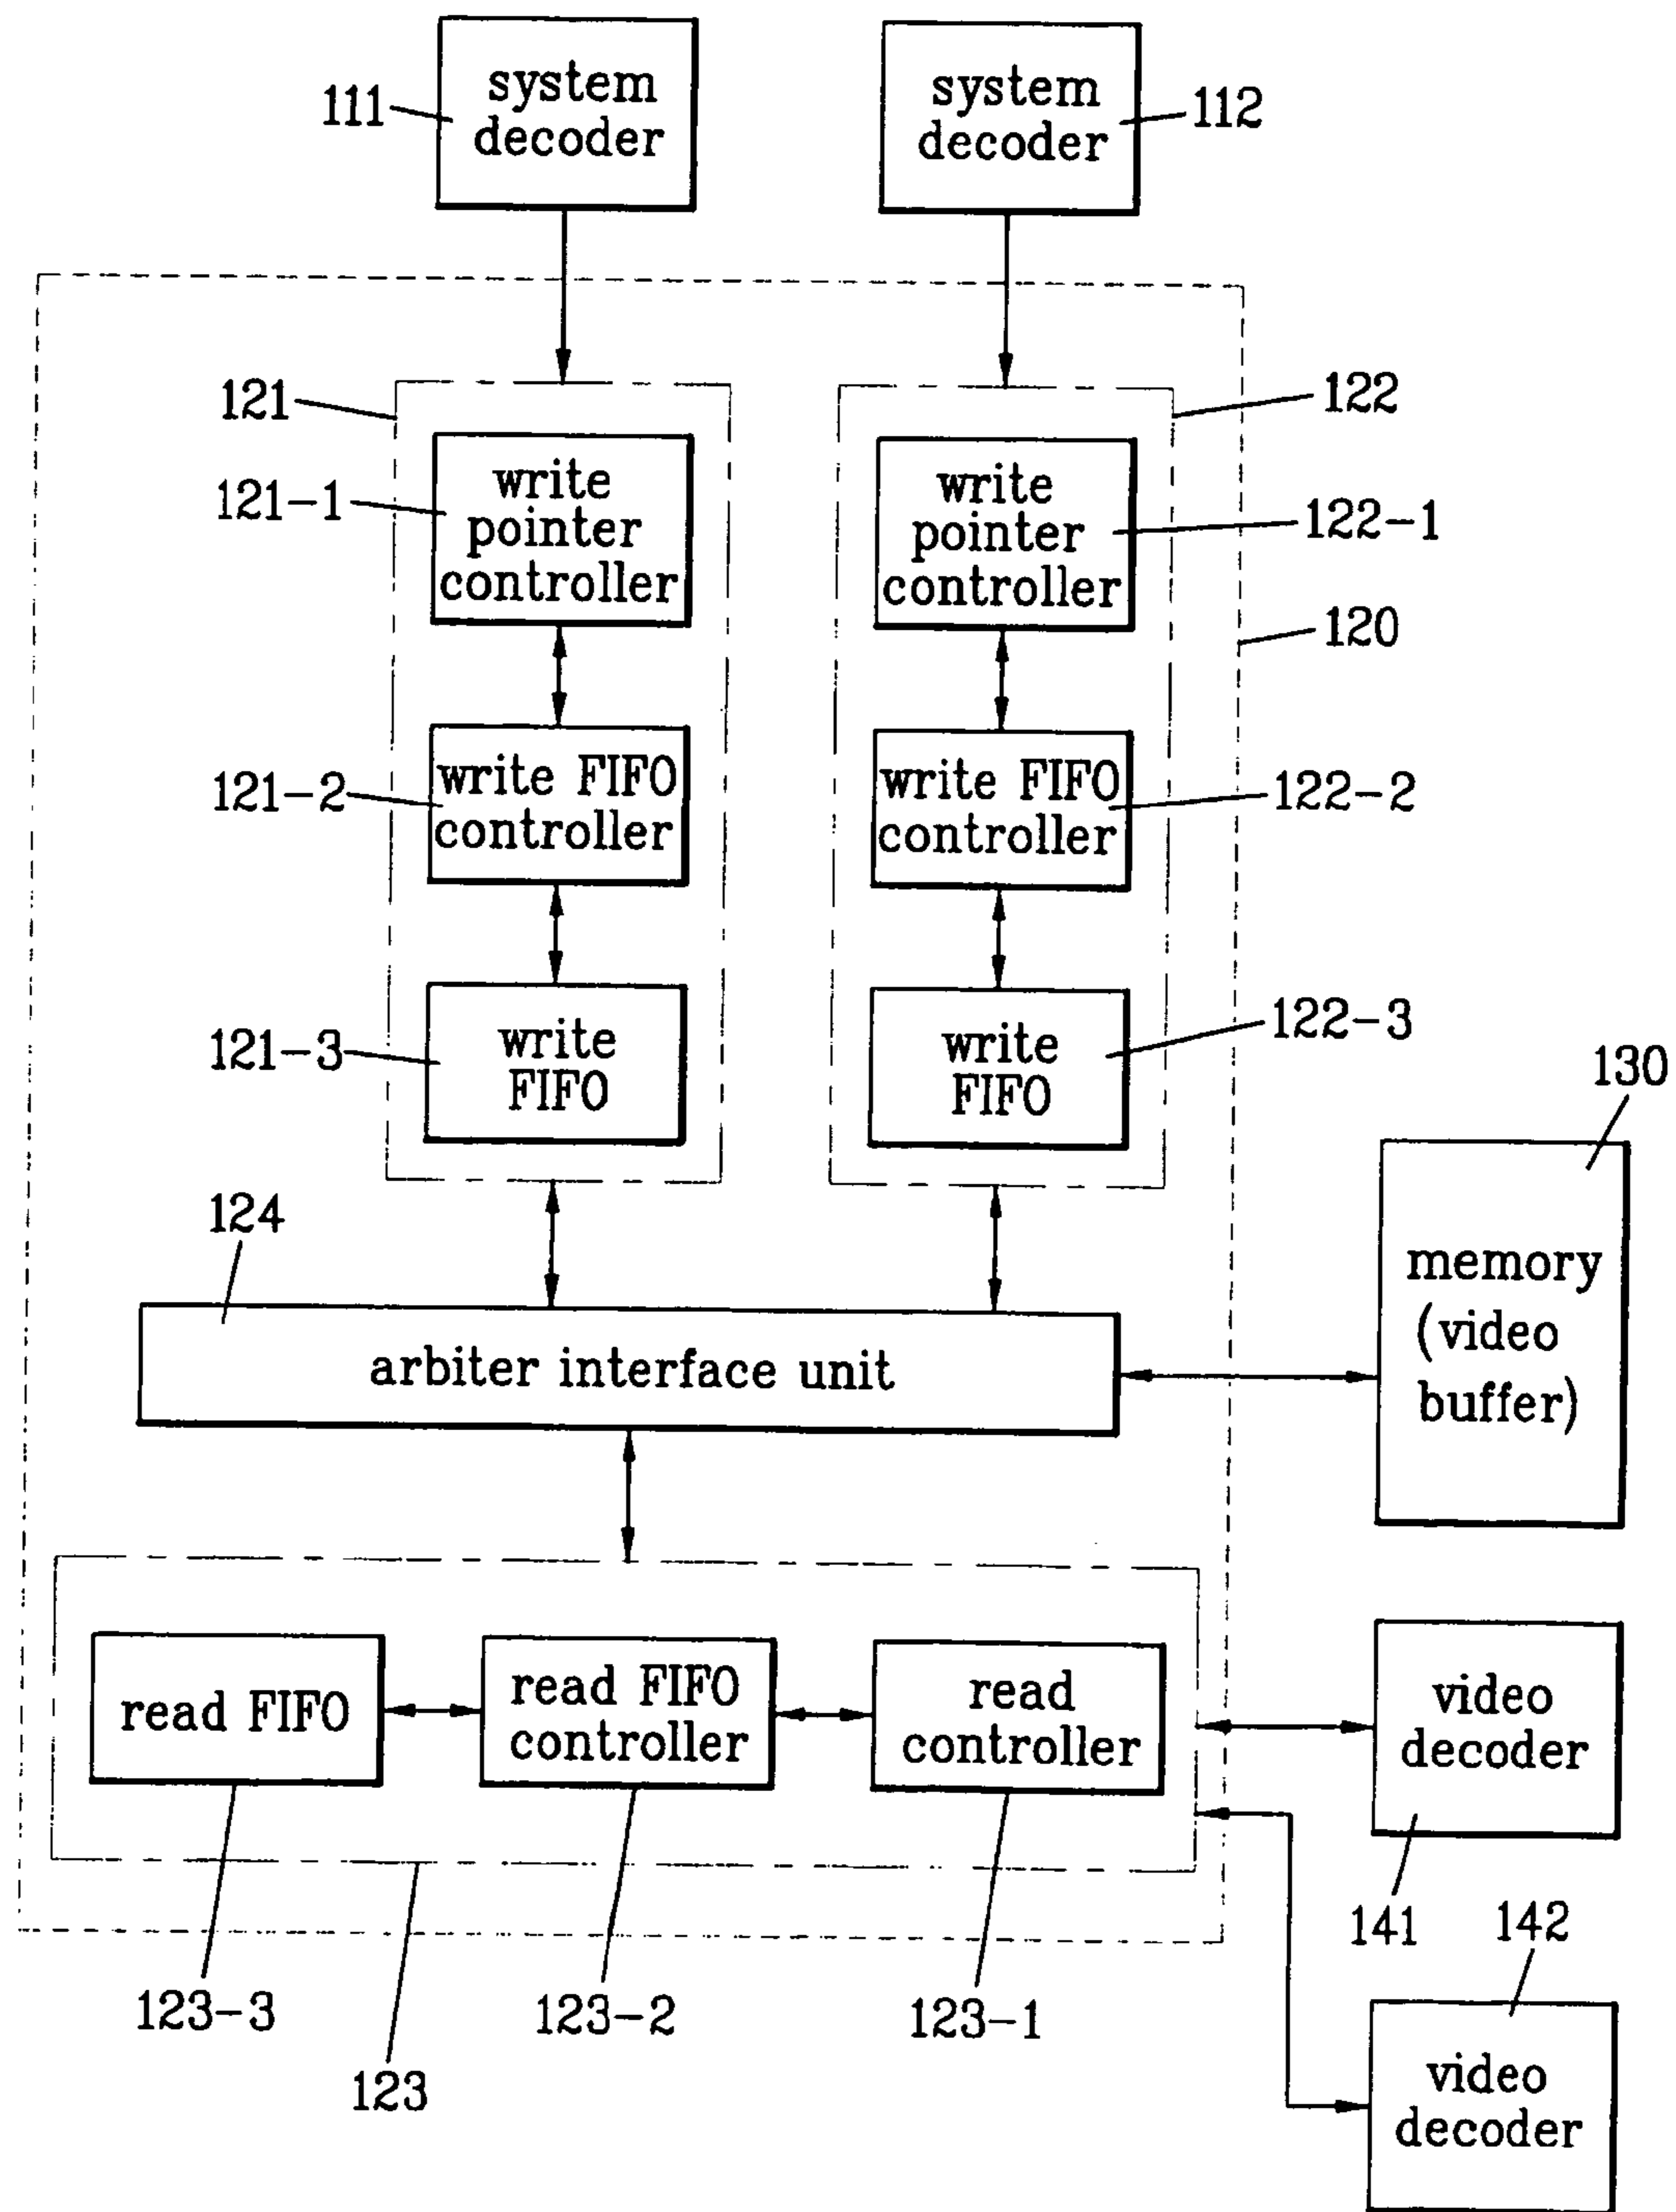 system
decoder
111
system
decoder
112
121
122
write
pointer
controller
121-1
write
pointer
controller
122-1
120
write FIFO
controller
121-2
write FIFO
controller
122-2
write
FIFO
121-3
write
FIFO
122-3
130
memory
(video
buffer)
124
arbiter interface unit
read FIFO
read FIFO
controller
read
controller
video
decoder
141
142
123-3
123-2
123-1
123
video
decoder